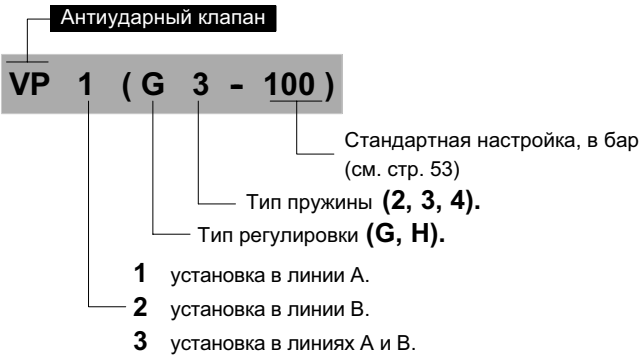 Антиударный клапан
VP 1 ( G 3 - 100 )
Стандартная настройка, в бар
(см. стр. 53)
Тип пружины (2, 3, 4).
Тип регулировки (G, H).
1 установка в линии А.
2 установка в линии В.
3 установка в линиях А и В.